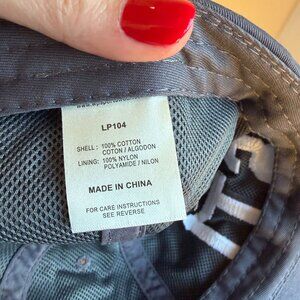 LP104
SHELL : 100% COTTON
COTON / ALGODON
LINING: 100% NYLON
POLYAMIDE / NILON
MADE IN CHINA
FOR CARE INSTRUCTIONS
SEE REVERSE